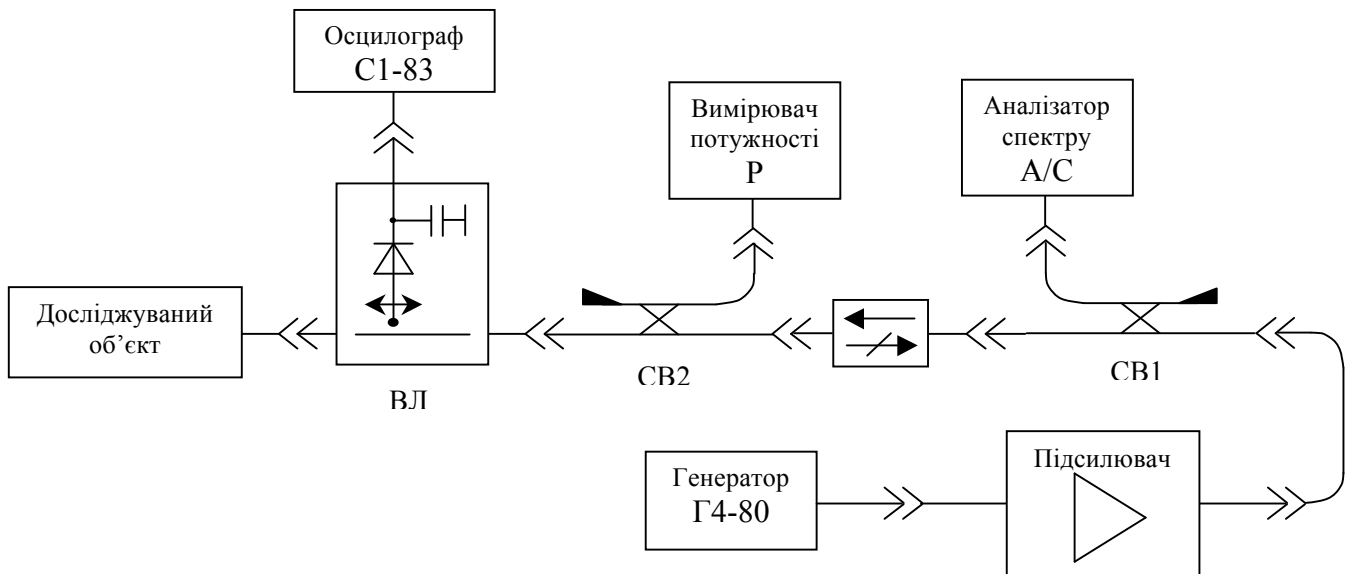 Осцилограф
С1-83
Вимірювач
потужності
Р
Аналізатор
спектру
А/С
Досліджуваний
об’єкт
ВЛ
СВ2
СВ1
Генератор
Г4-80
Підсилювач